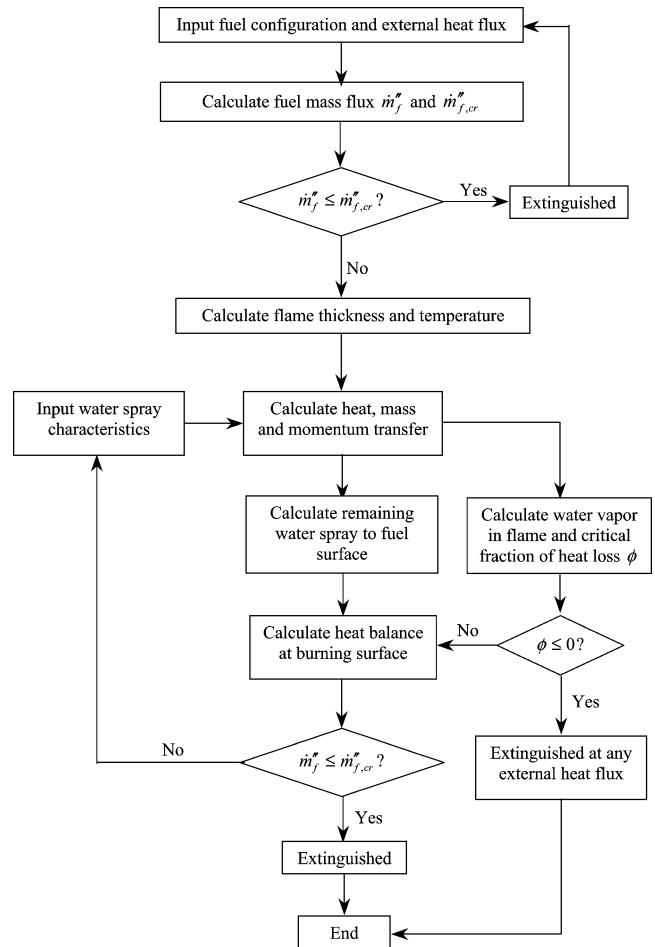 Input fuel configuration and external heat flux
Calculate fuel mass flux ṁ″f and ṁ″f,cr
ṁ″f ≤ ṁ″f,cr ?
Yes
Extinguished
No
Calculate flame thickness and temperature
Input water spray
characteristics
Calculate heat, mass
and momentum transfer
Calculate remaining
water spray to fuel
surface
Calculate water vapor
in flame and critical
fraction of heat loss ϕ
Calculate heat balance
at burning surface
No
ϕ ≤ 0?
Yes
No
ṁ″f ≤ ṁ″f,cr ?
Extinguished at any
external heat flux
Yes
Extinguished
End